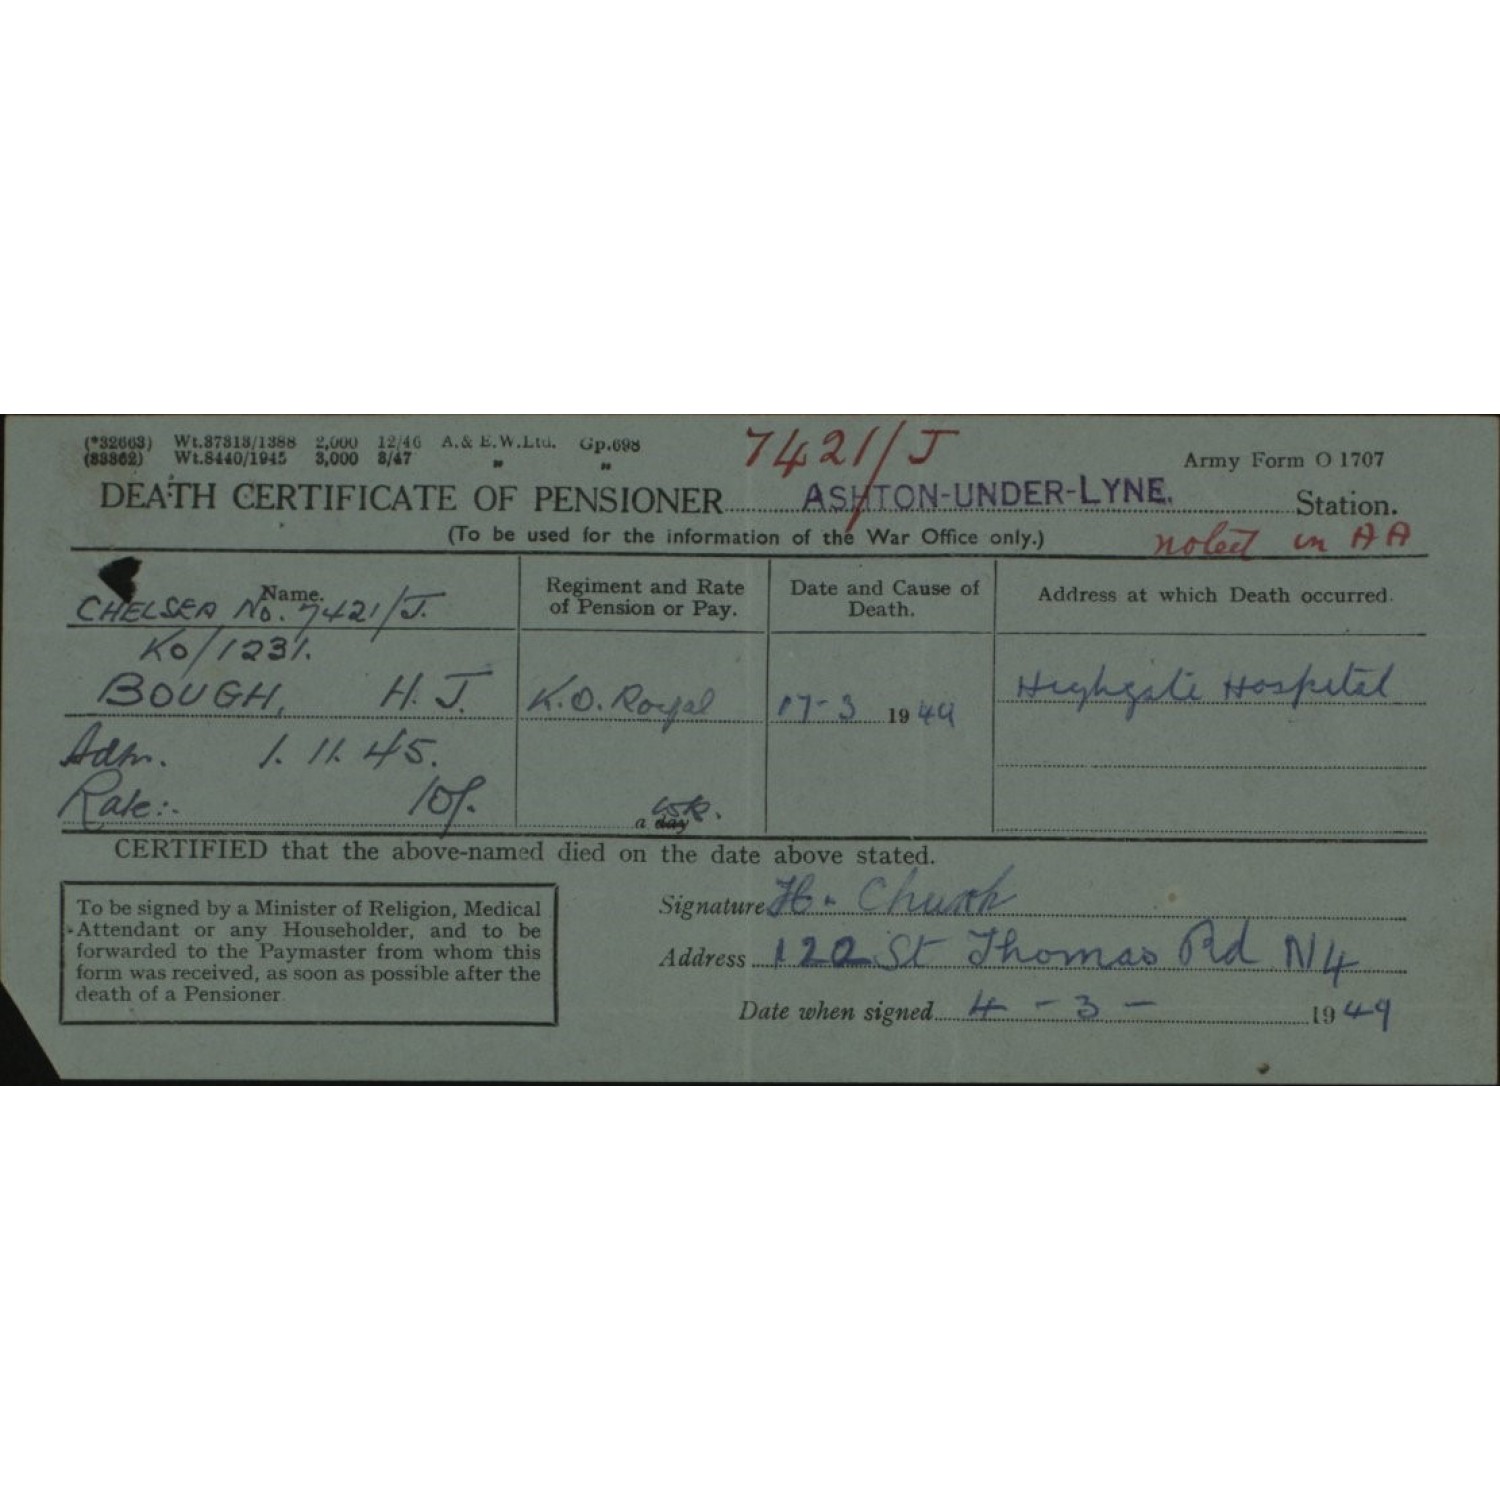 (*32663) Wt.37313/1388 2,000 12/46 A.& E.W.Ltd. Gp.698
(83362) Wt.8440/1945 3,000 3/47 " "
7421/J
Army Form O 1707
DEATH CERTIFICATE OF PENSIONER ASHTON-UNDER-LYNE. Station.
(To be used for the information of the War Office only.)
noted in AA
Name.
Regiment and Rate of Pension or Pay.
Date and Cause of Death.
Address at which Death occurred.
CHELSEA No. 7421/J.
KO/1231.
BOUGH, H. J. K.O. Royal 17-3 1949 Highgate Hospital
Adm. 1. 11. 45.
Rate:- 10/. a day wk.
CERTIFIED that the above-named died on the date above stated.
To be signed by a Minister of Religion, Medical
Attendant or any Householder, and to be
forwarded to the Paymaster from whom this
form was received, as soon as possible after the
death of a Pensioner.
Signature H.
Address 122 St Thomas Rd N4
Date when signed 4 - 3 - 1949